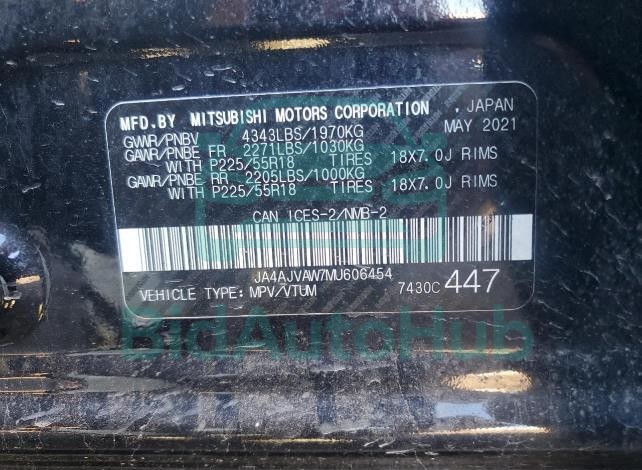 MFD.BY MITSUBISHI MOTORS CORPORATION , JAPAN
GVWR/PNBV 4343LBS/1970KG MAY 2021
GAWR/PNBE FR 2271LBS/1030KG
WITH P225/55R18 TIRES 18X7.0J RIMS
GAWR/PNBE RR 2205LBS/1000KG
WITH P225/55R18 TIRES 18X7.0J RIMS
CAN ICES-2/NMB-2
JA4AJVAW7MU606454
VEHICLE TYPE: MPV/VTUM 7430C 447
BidAutoHub